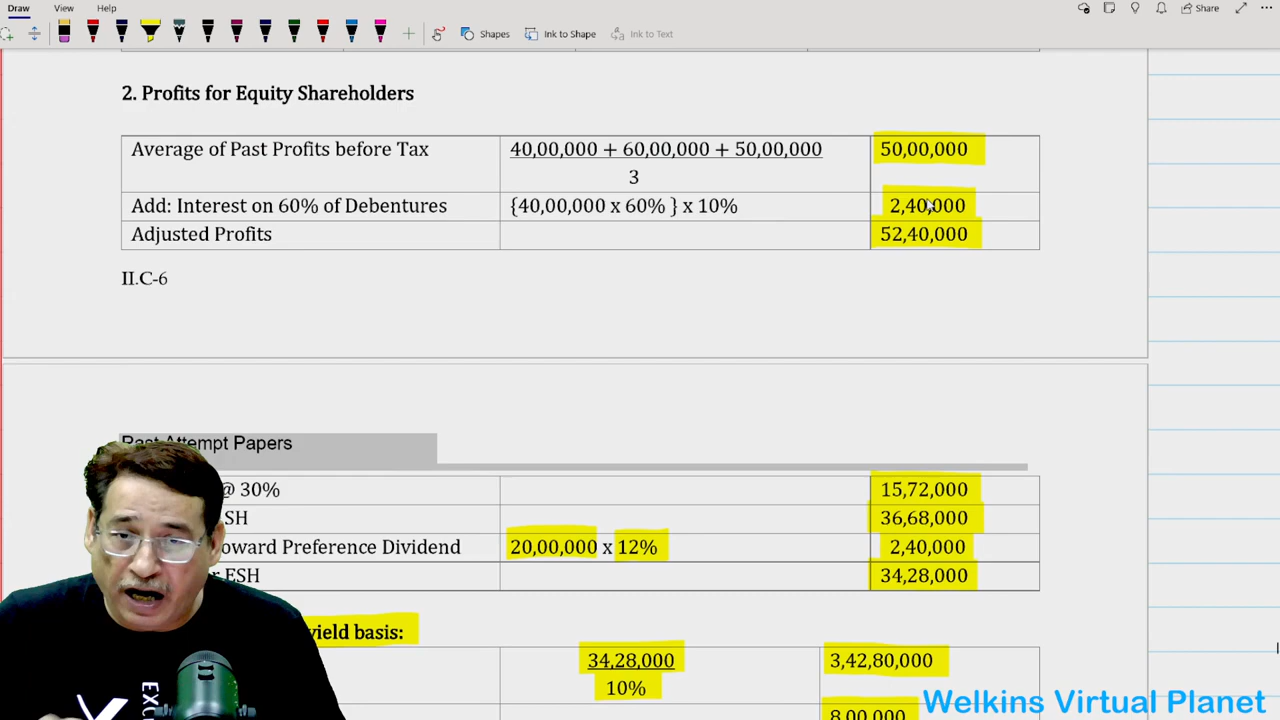 Draw View Help
Share
Shapes Ink to Shape Ink to Text
2. Profits for Equity Shareholders
Average of Past Profits before Tax 40,00,000 + 60,00,000 + 50,00,000 50,00,000
3
Add: Interest on 60% of Debentures {40,00,000 x 60% } x 10% 2,40,000
Adjusted Profits 52,40,000
II.C-6
Past Attempt Papers
@ 30% 15,72,000
SH 36,68,000
oward Preference Dividend 20,00,000 x 12% 2,40,000
ESH 34,28,000
yield basis:
34,28,000 3,42,80,000
10%
8,00,000
EXC
Welkins Virtual Planet